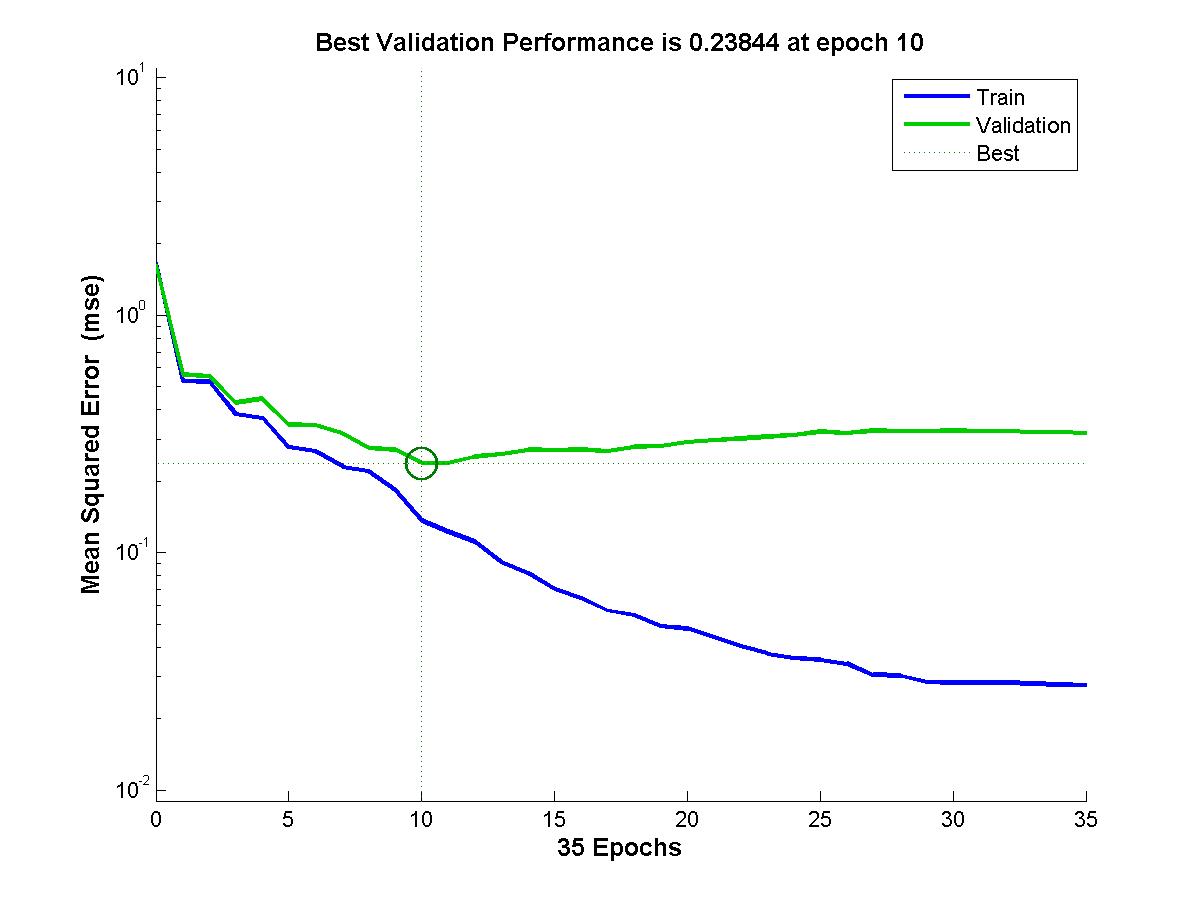 Best Validation Performance is 0.23844 at epoch 10
Train
Validation
Best
Mean Squared Error (mse)
10^1
10^0
10^-1
10^-2
0 5 10 15 20 25 30 35
35 Epochs